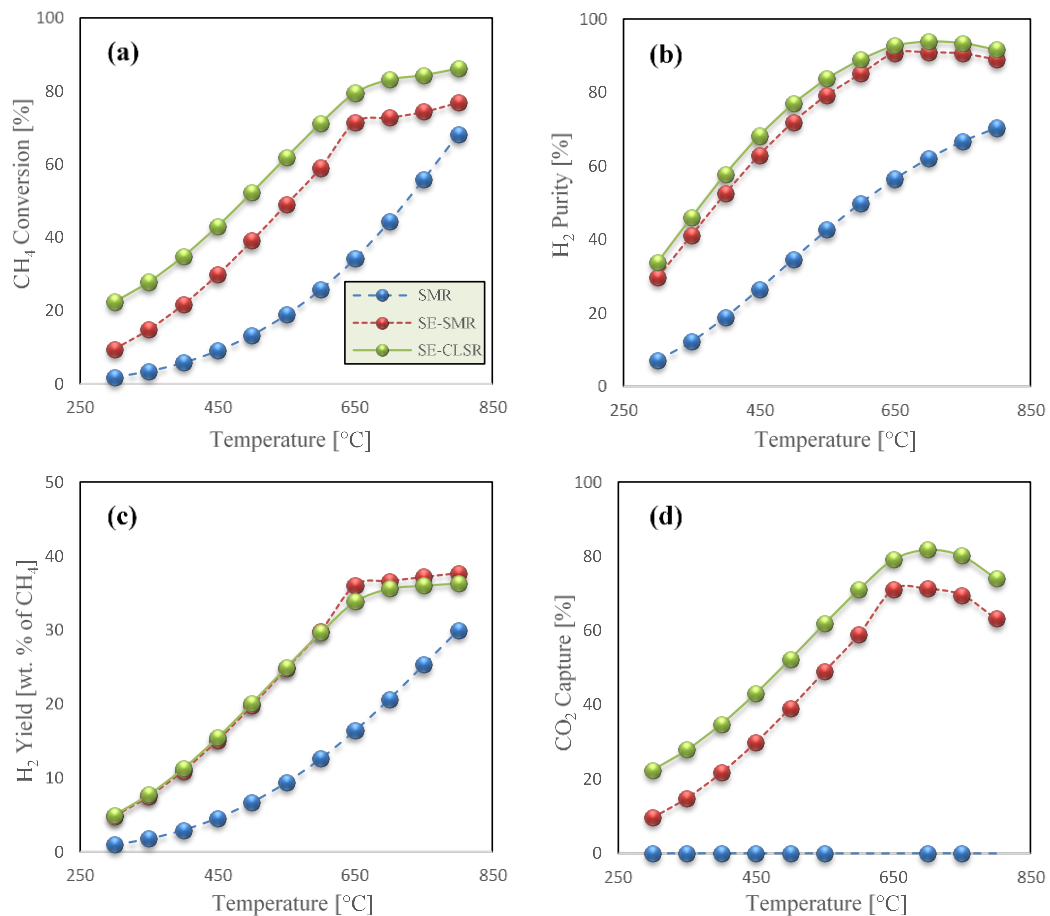 (a)
CH₄ Conversion [%]
100
80
60
40
20
0
SMR
SE-SMR
SE-CLSR
250
450
650
850
Temperature [°C]
(b)
H₂ Purity [%]
100
80
60
40
20
0
250
450
650
850
Temperature [°C]
(c)
H₂ Yield [wt. % of CH₄]
50
40
30
20
10
0
250
450
650
850
Temperature [°C]
(d)
CO₂ Capture [%]
100
80
60
40
20
0
250
450
650
850
Temperature [°C]